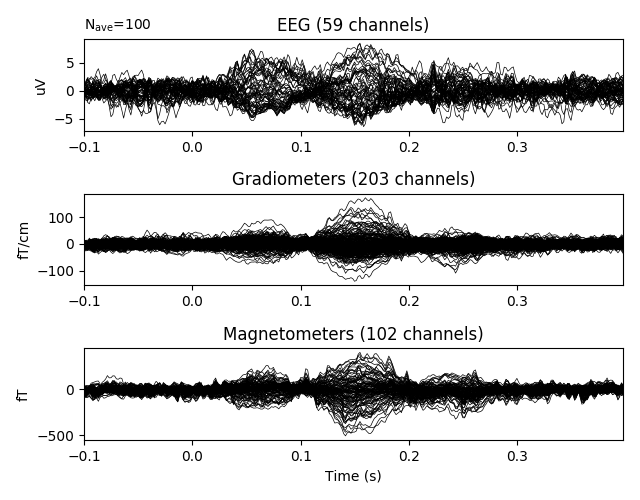 N_ave=100
EEG (59 channels)
uV
5
0
−5
−0.1 0.0 0.1 0.2 0.3
Gradiometers (203 channels)
fT/cm
100
0
−100
−0.1 0.0 0.1 0.2 0.3
Magnetometers (102 channels)
fT
0
−500
−0.1 0.0 0.1 0.2 0.3
Time (s)